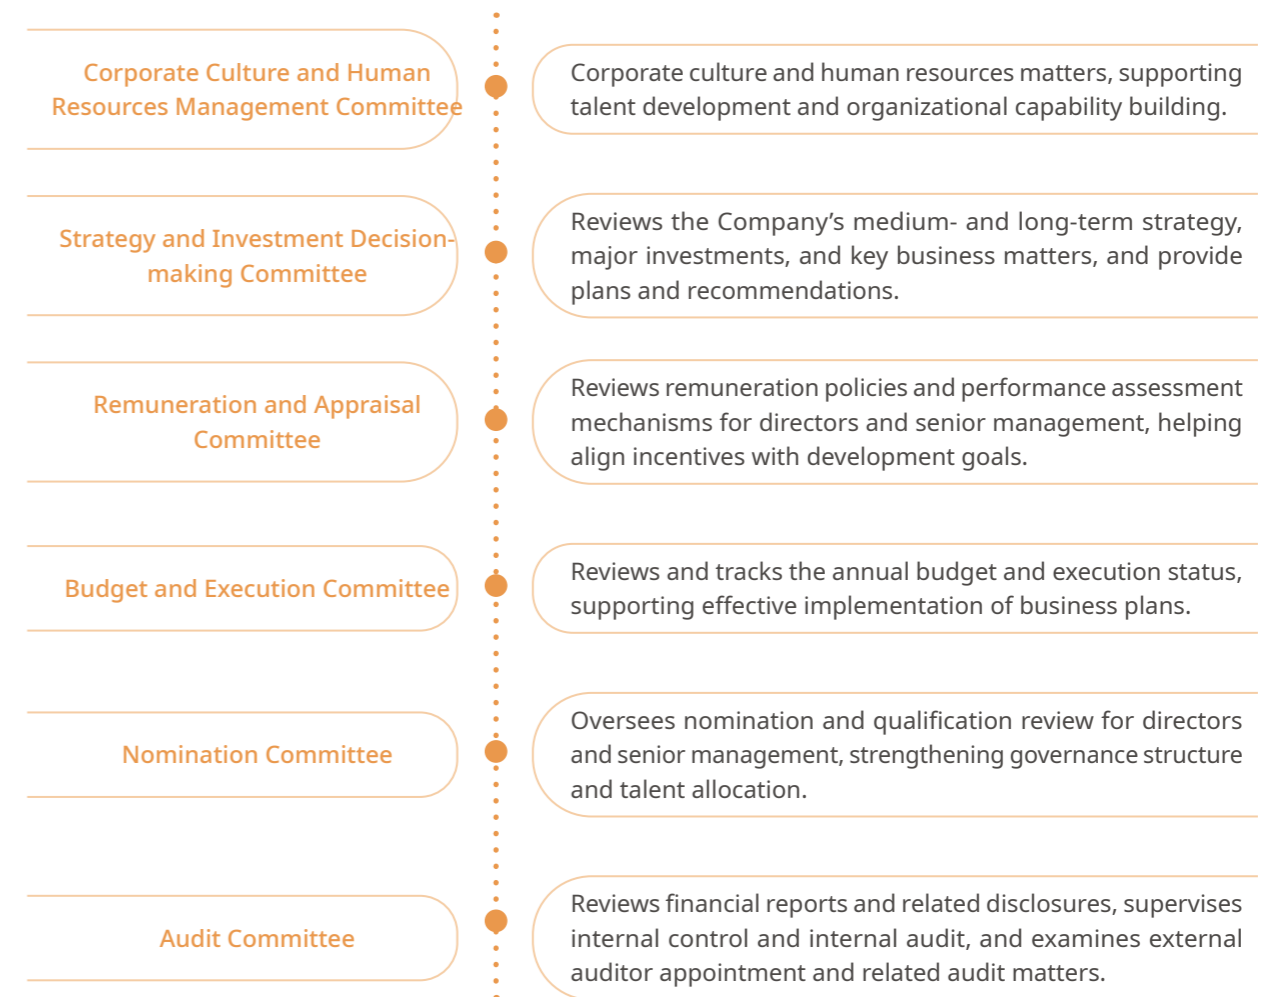 Corporate Culture and Human
Resources Management Committee
Corporate culture and human resources matters, supporting
talent development and organizational capability building.
Strategy and Investment Decision-
making Committee
Reviews the Company’s medium- and long-term strategy,
major investments, and key business matters, and provide
plans and recommendations.
Remuneration and Appraisal
Committee
Reviews remuneration policies and performance assessment
mechanisms for directors and senior management, helping
align incentives with development goals.
Budget and Execution Committee
Reviews and tracks the annual budget and execution status,
supporting effective implementation of business plans.
Nomination Committee
Oversees nomination and qualification review for directors
and senior management, strengthening governance structure
and talent allocation.
Audit Committee
Reviews financial reports and related disclosures, supervises
internal control and internal audit, and examines external
auditor appointment and related audit matters.